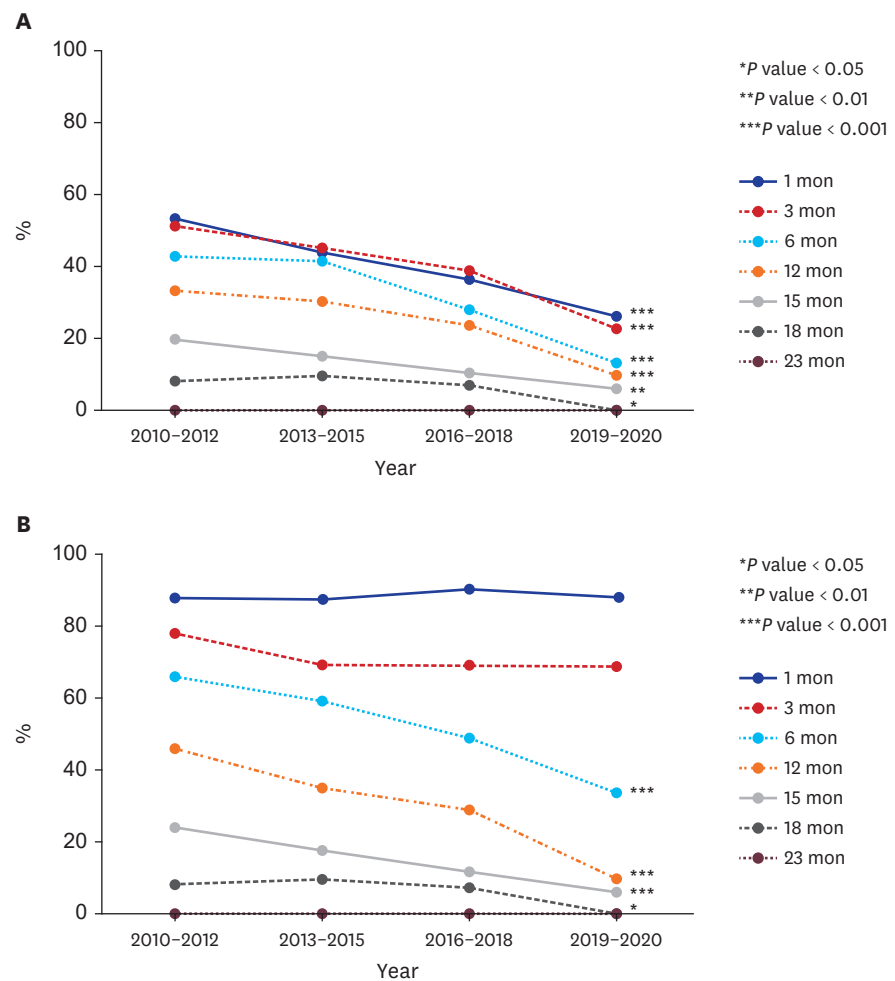 A
100
80
60
40
20
0
%
2010–2012
2013–2015
2016–2018
2019–2020
Year
***
***
***
***
**
*
*P value < 0.05
**P value < 0.01
***P value < 0.001
1 mon
3 mon
6 mon
12 mon
15 mon
18 mon
23 mon
B
100
80
60
40
20
0
%
2010–2012
2013–2015
2016–2018
2019–2020
Year
***
***
***
*
*P value < 0.05
**P value < 0.01
***P value < 0.001
1 mon
3 mon
6 mon
12 mon
15 mon
18 mon
23 mon